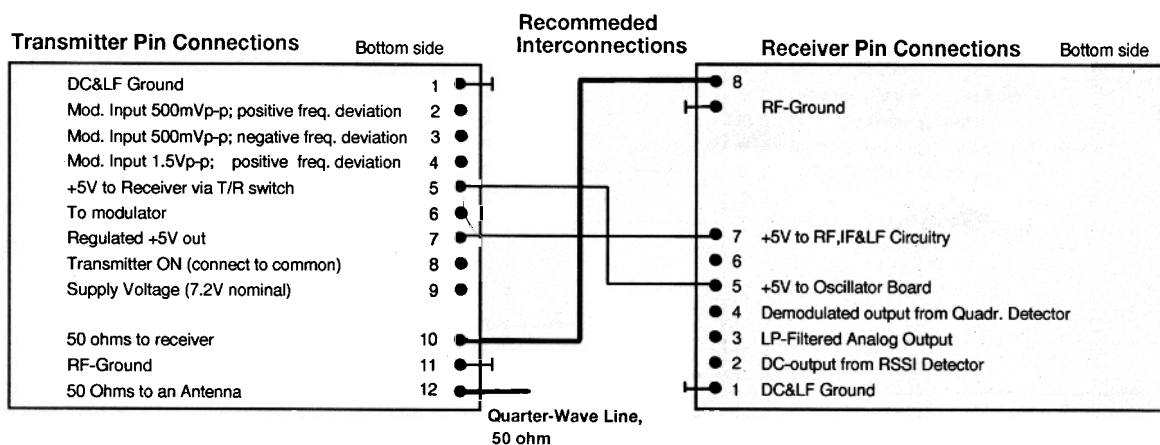 Recommeded
Interconnections
Transmitter Pin Connections Bottom side
DC&LF Ground 1
Mod. Input 500mVp-p; positive freq. deviation 2
Mod. Input 500mVp-p; negative freq. deviation 3
Mod. Input 1.5Vp-p; positive freq. deviation 4
+5V to Receiver via T/R switch 5
To modulator 6
Regulated +5V out 7
Transmitter ON (connect to common) 8
Supply Voltage (7.2V nominal) 9
50 ohms to receiver 10
RF-Ground 11
50 Ohms to an Antenna 12
Quarter-Wave Line,
50 ohm
Receiver Pin Connections Bottom side
8
RF-Ground
7 +5V to RF,IF&LF Circuitry
6
5 +5V to Oscillator Board
4 Demodulated output from Quadr. Detector
3 LP-Filtered Analog Output
2 DC-output from RSSI Detector
1 DC&LF Ground